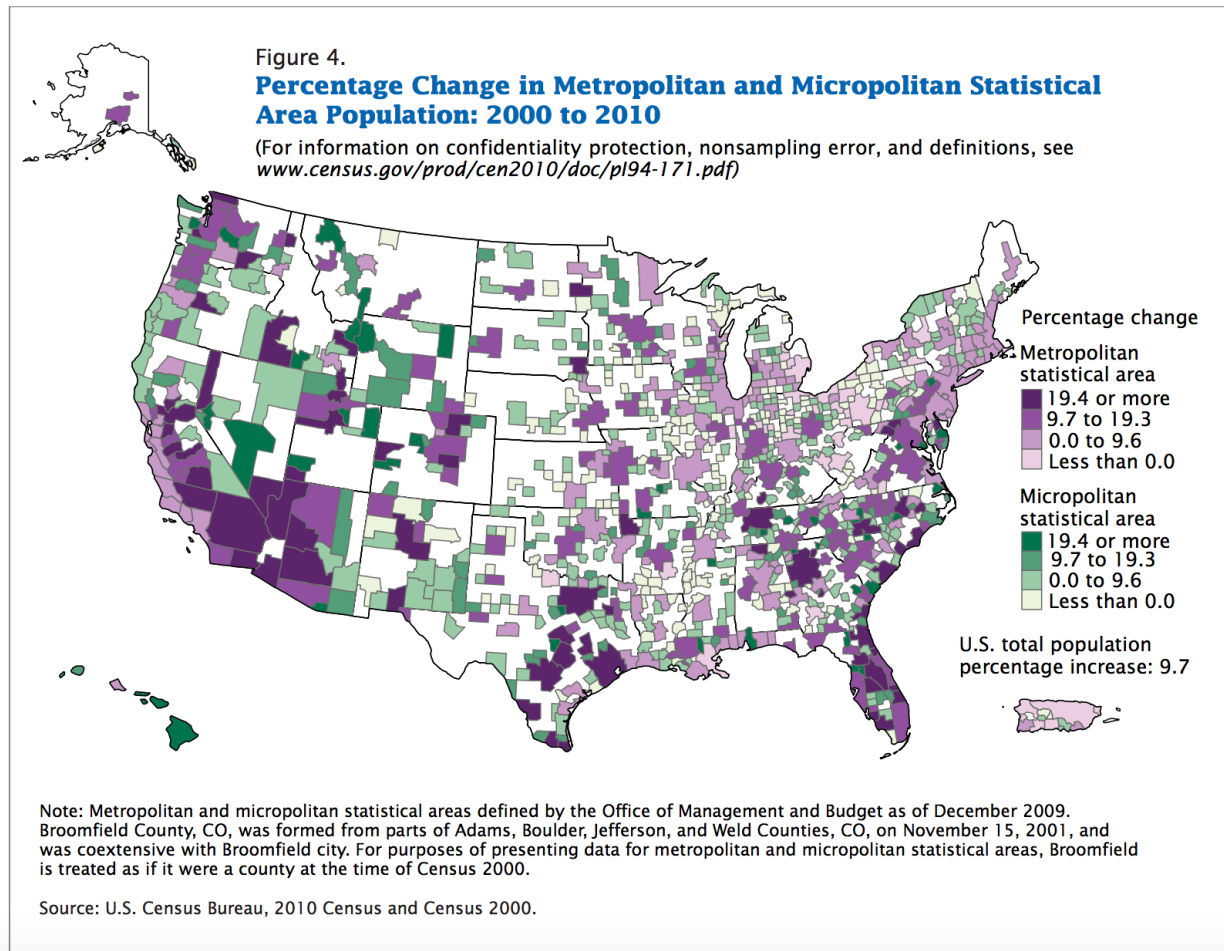 Figure 4.
Percentage Change in Metropolitan and Micropolitan Statistical
Area Population: 2000 to 2010
(For information on confidentiality protection, nonsampling error, and definitions, see
www.census.gov/prod/cen2010/doc/pl94-171.pdf)
Percentage change
Metropolitan
statistical area
19.4 or more
9.7 to 19.3
0.0 to 9.6
Less than 0.0
Micropolitan
statistical area
19.4 or more
9.7 to 19.3
0.0 to 9.6
Less than 0.0
U.S. total population
percentage increase: 9.7
Note: Metropolitan and micropolitan statistical areas defined by the Office of Management and Budget as of December 2009.
Broomfield County, CO, was formed from parts of Adams, Boulder, Jefferson, and Weld Counties, CO, on November 15, 2001, and
was coextensive with Broomfield city. For purposes of presenting data for metropolitan and micropolitan statistical areas, Broomfield
is treated as if it were a county at the time of Census 2000.
Source: U.S. Census Bureau, 2010 Census and Census 2000.